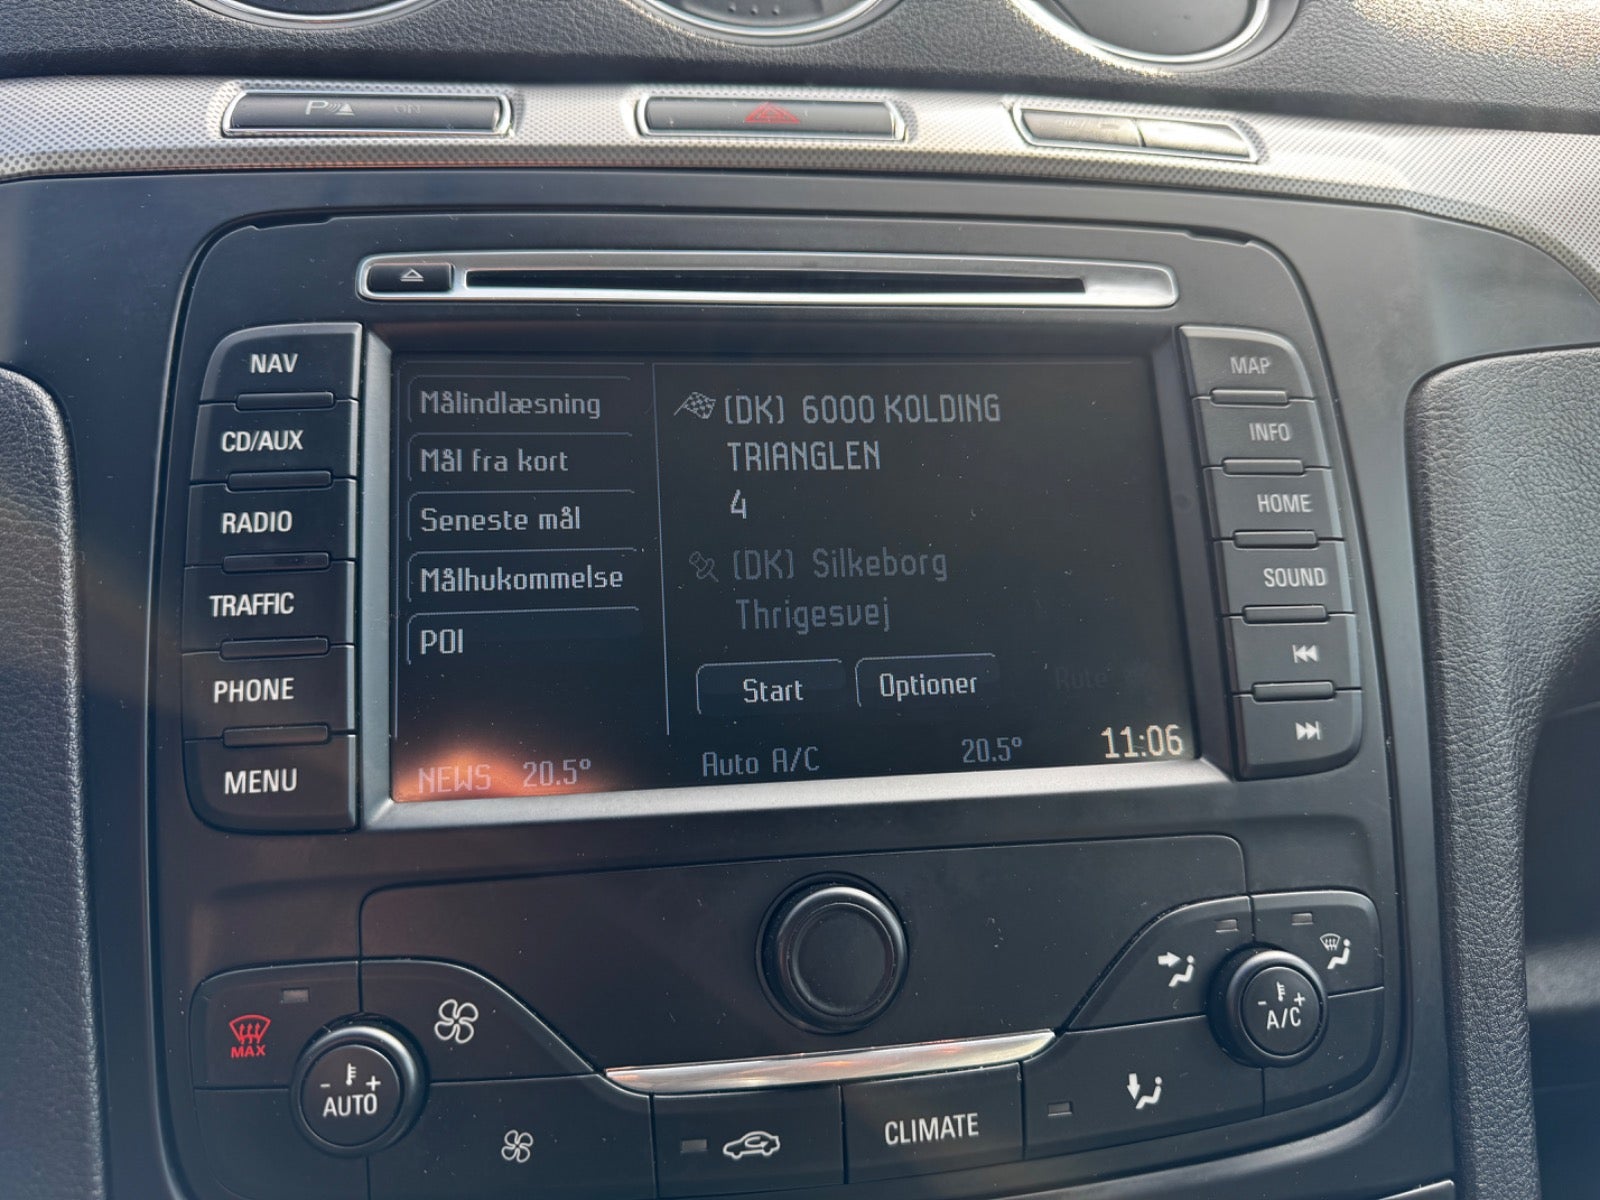 P ON
NAV
CD/AUX
RADIO
TRAFFIC
PHONE
MENU
Målindlæsning
Mål fra kort
Seneste mål
Målhukommelse
POI
(DK) 6000 KOLDING
TRIANGLEN
4
(DK) Silkeborg
Thrigesvej
Start
Optioner
Rute
NEWS 20.5°
Auto A/C
20.5°
11:06
MAP
INFO
HOME
SOUND
MAX
- +
AUTO
- +
A/C
CLIMATE